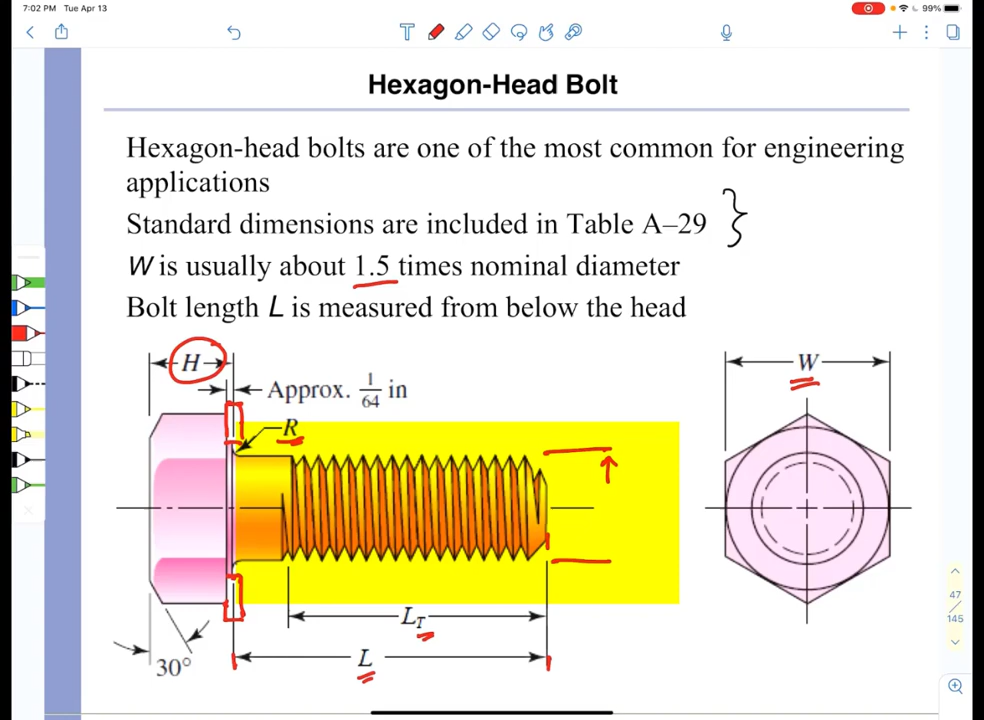 7:02 PM Tue Apr 13
99%
Hexagon-Head Bolt
Hexagon-head bolts are one of the most common for engineering
applications
Standard dimensions are included in Table A–29
W is usually about 1.5 times nominal diameter
Bolt length L is measured from below the head
H
W
Approx. 1/64 in
R
47
/
145
L_T
L
30°